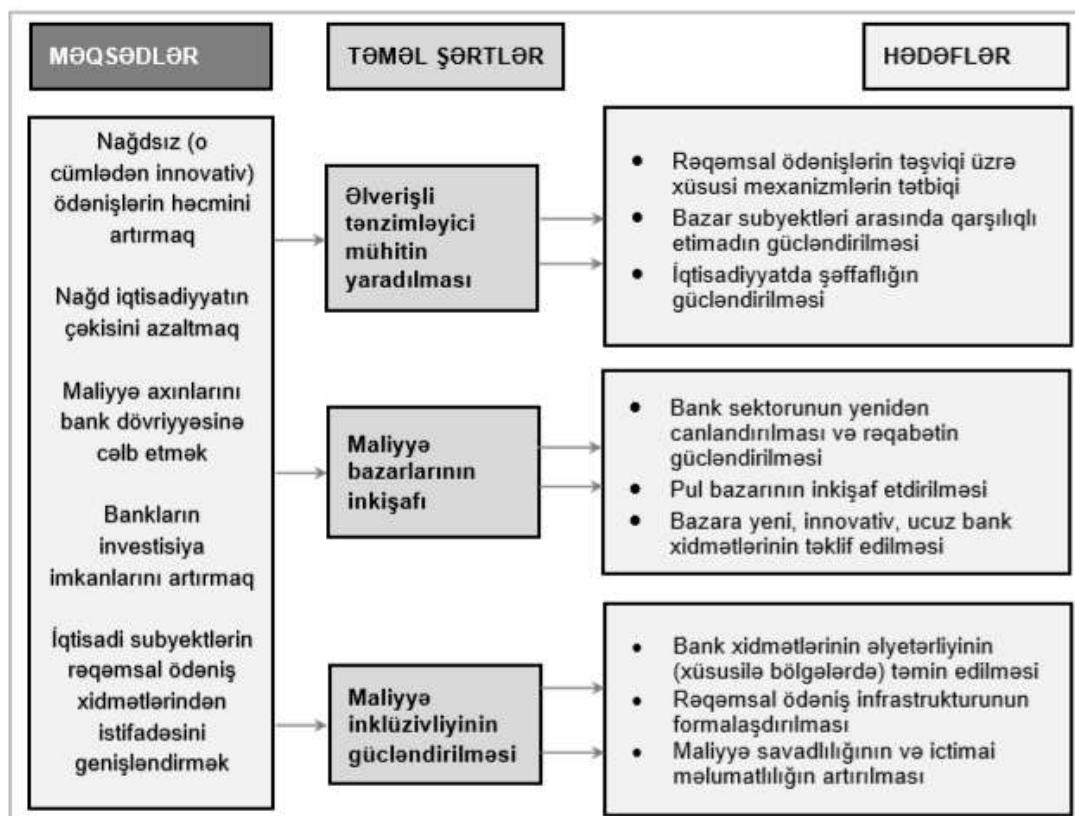 MƏQSƏDLƏR
TƏMƏL ŞƏRTLƏR
HƏDƏFLƏR
Nağdsız (o
cümlədən innovativ)
ödənişlərin həcmini
artırmaq
Nağd iqtisadiyyatın
çəkisini azaltmaq
Maliyyə axınlarını
bank dövriyyəsinə
cəlb etmək
Bankların
investisiya
imkanlarını artırmaq
İqtisadi subyektlərin
rəqəmsal ödəniş
xidmətlərindən
istifadəsini
genişləndirmək
Əlverişli
tənzimləyici
mühitin
yaradılması
• Rəqəmsal ödənişlərin təşviqi üzrə
xüsusi mexanizmlərin tətbiqi
• Bazar subyektləri arasında qarşılıqlı
etimadın gücləndirilməsi
• İqtisadiyyatda şəffaflığın
gücləndirilməsi
Maliyyə
bazarlarının
inkişafı
• Bank sektorunun yenidən
canlandırılması və rəqabətin
gücləndirilməsi
• Pul bazarının inkişaf etdirilməsi
• Bazara yeni, innovativ, ucuz bank
xidmətlərinin təklif edilməsi
Maliyyə
inklüzivliyinin
gücləndirilməsi
• Bank xidmətlərinin əlyetərliyinin
(xüsusilə bölgələrdə) təmin edilməsi
• Rəqəmsal ödəniş infrastrukturunun
formalaşdırılması
• Maliyyə savadlılığının və ictimai
məlumatlılığın artırılması